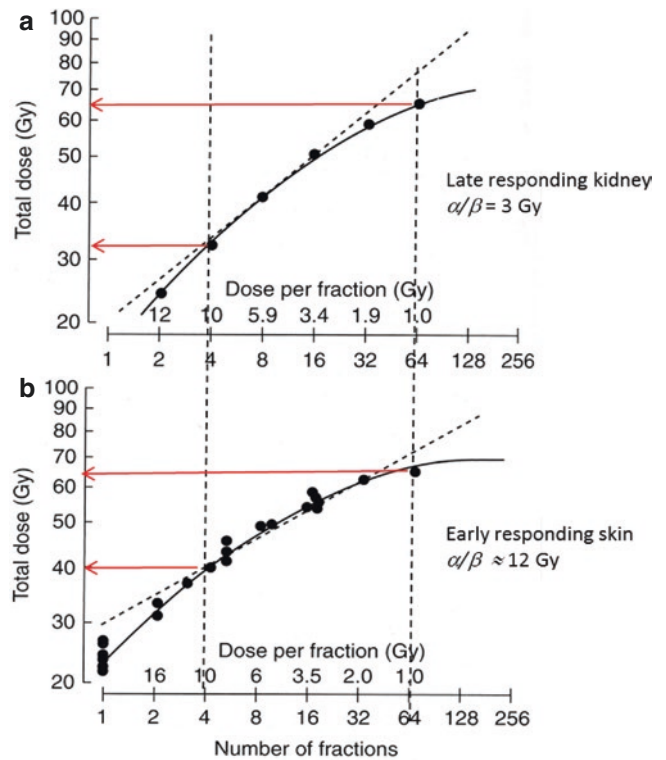 a
100
90
80
70
60
50
40
30
20
Total dose (Gy)
Late responding kidney
α/β = 3 Gy
Dose per fraction (Gy)
12 10 5.9 3.4 1.9 1.0
1 2 4 8 16 32 64 128 256
b
100
90
80
70
60
50
40
30
20
Total dose (Gy)
Early responding skin
α/β ≈ 12 Gy
Dose per fraction (Gy)
16 10 6 3.5 2.0 1.0
1 2 4 8 16 32 64 128 256
Number of fractions